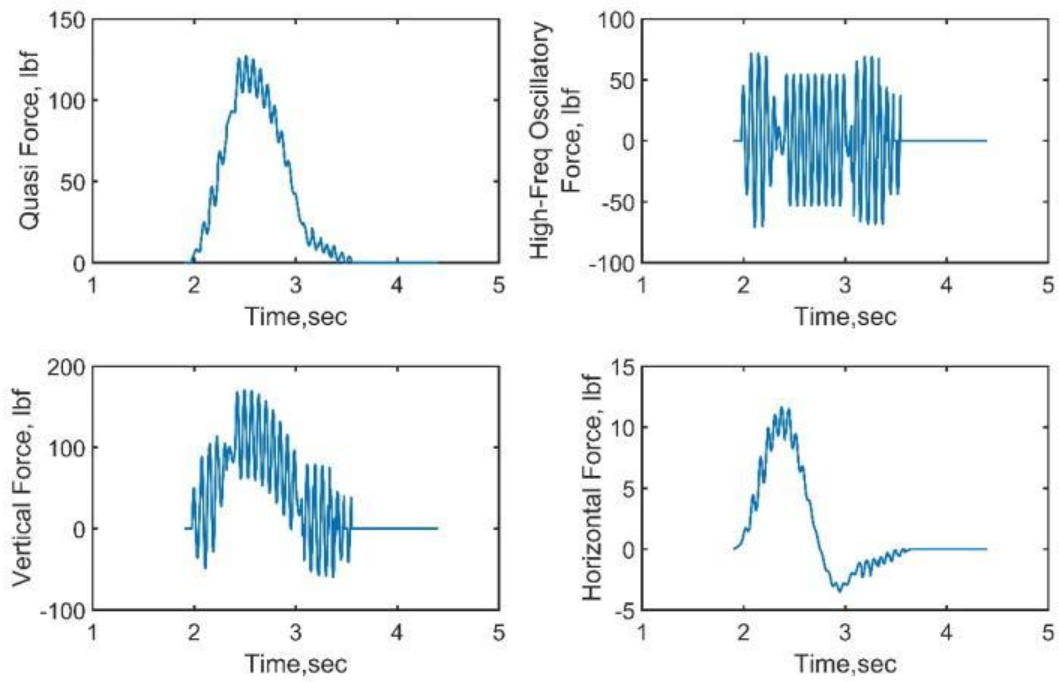 150
100
50
0
Quasi Force, lbf
1 2 3 4 5
Time,sec
100
50
0
-50
-100
High-Freq Oscillatory
Force, lbf
1 2 3 4 5
Time,sec
200
100
0
-100
Vertical Force, lbf
1 2 3 4 5
Time,sec
15
10
5
0
-5
Horizontal Force, lbf
1 2 3 4 5
Time,sec